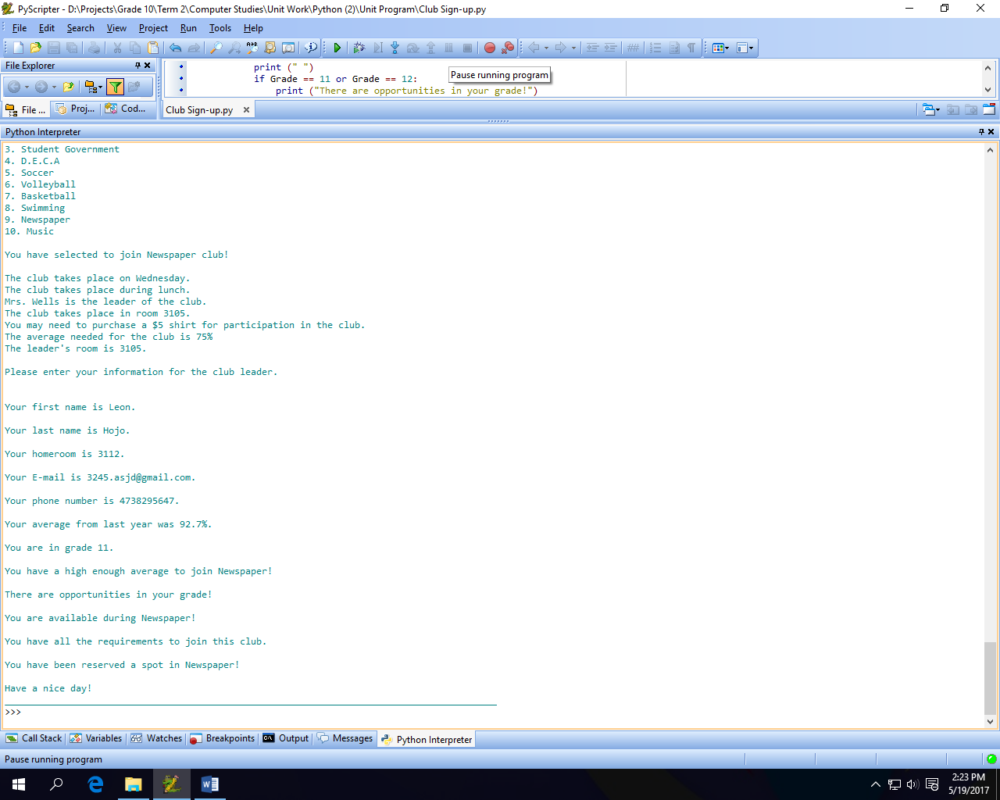 PyScripter - D:\Projects\Grade 10\Term 2\Computer Studies\Unit Work\Python (2)\Unit Program\Club Sign-up.py
File Edit Search View Project Run Tools Help
File Explorer
print (" ")
if Grade == 11 or Grade == 12:
print ("There are opportunities in your grade!")
Pause running program
File ... Proj... Cod...
Club Sign-up.py
Python Interpreter
3. Student Government
4. D.E.C.A
5. Soccer
6. Volleyball
7. Basketball
8. Swimming
9. Newspaper
10. Music
You have selected to join Newspaper club!
The club takes place on Wednesday.
The club takes place during lunch.
Mrs. Wells is the leader of the club.
The club takes place in room 3105.
You may need to purchase a $5 shirt for participation in the club.
The average needed for the club is 75%
The leader's room is 3105.
Please enter your information for the club leader.
Your first name is Leon.
Your last name is Hojo.
Your homeroom is 3112.
Your E-mail is 3245.asjd@gmail.com.
Your phone number is 4738295647.
Your average from last year was 92.7%.
You are in grade 11.
You have a high enough average to join Newspaper!
There are opportunities in your grade!
You are available during Newspaper!
You have all the requirements to join this club.
You have been reserved a spot in Newspaper!
Have a nice day!
>>>
Call Stack Variables Watches Breakpoints Output Messages Python Interpreter
Pause running program
2:23 PM
5/19/2017